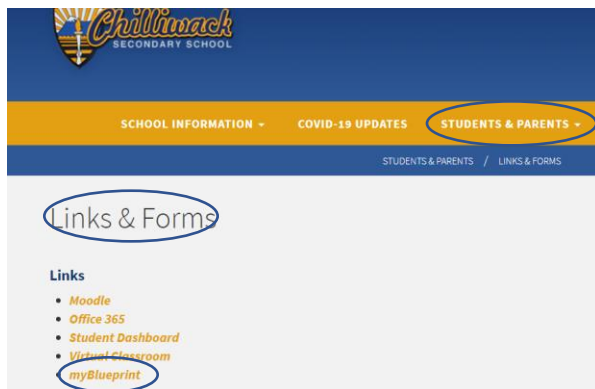 Chilliwack
SECONDARY SCHOOL
SCHOOL INFORMATION
COVID-19 UPDATES
STUDENTS & PARENTS
STUDENTS & PARENTS / LINKS & FORMS
Links & Forms
Links
Moodle
Office 365
Student Dashboard
Virtual Classroom
myBlueprint